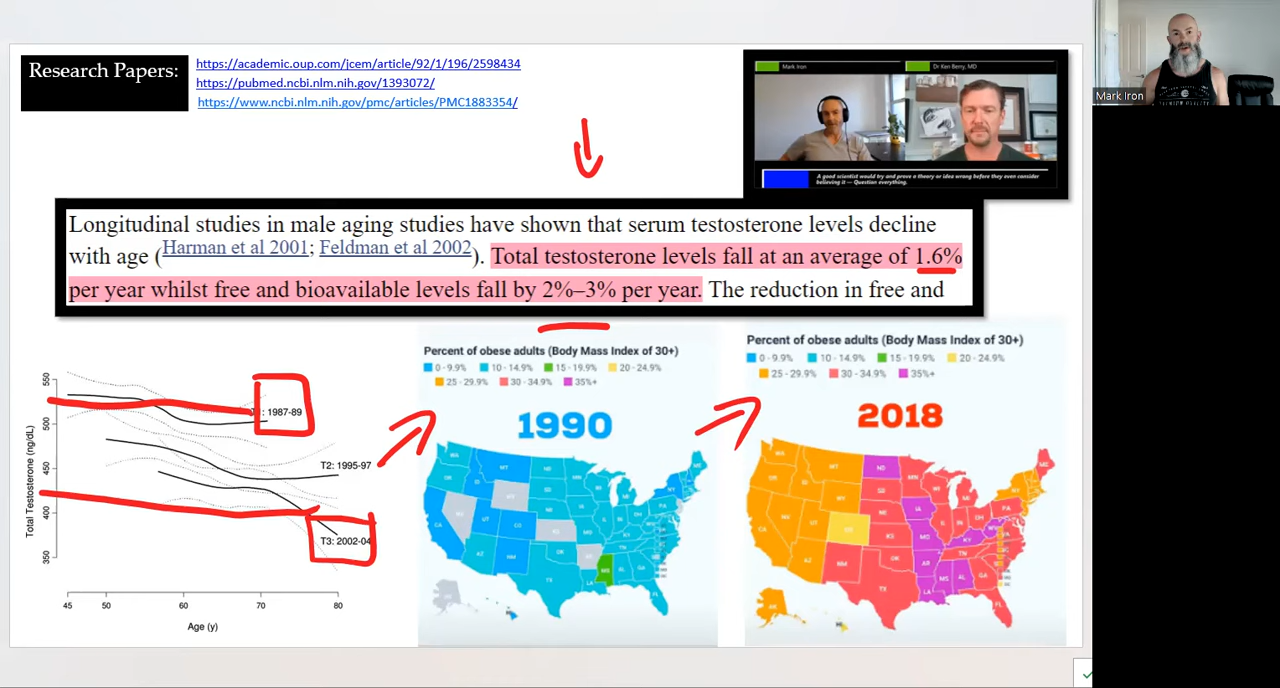 Research Papers:
https://academic.oup.com/jcem/article/92/1/196/2598434
https://pubmed.ncbi.nlm.nih.gov/1393072/
https://www.ncbi.nlm.nih.gov/pmc/articles/PMC1883354/
Mark Iron
Dr Ken Berry, MD
A good scientist would try and prove a theory or idea wrong before they even consider
believing it — Question everything.
Mark Iron
Longitudinal studies in male aging studies have shown that serum testosterone levels decline
with age (Harman et al 2001; Feldman et al 2002). Total testosterone levels fall at an average of 1.6%
per year whilst free and bioavailable levels fall by 2%–3% per year. The reduction in free and
Total Testosterone (ng/dL)
550
500
450
400
350
: 1987-89
T2: 1995-97
T3: 2002-04
45
50
60
70
80
Age (y)
Percent of obese adults (Body Mass Index of 30+)
0 - 9.9%
10 - 14.9%
15 - 19.9%
20 - 24.9%
25 - 29.9%
30 - 34.9%
35%+
1990
Percent of obese adults (Body Mass Index of 30+)
0 - 9.9%
10 - 14.9%
15 - 19.9%
20 - 24.9%
25 - 29.9%
30 - 34.9%
35%+
2018